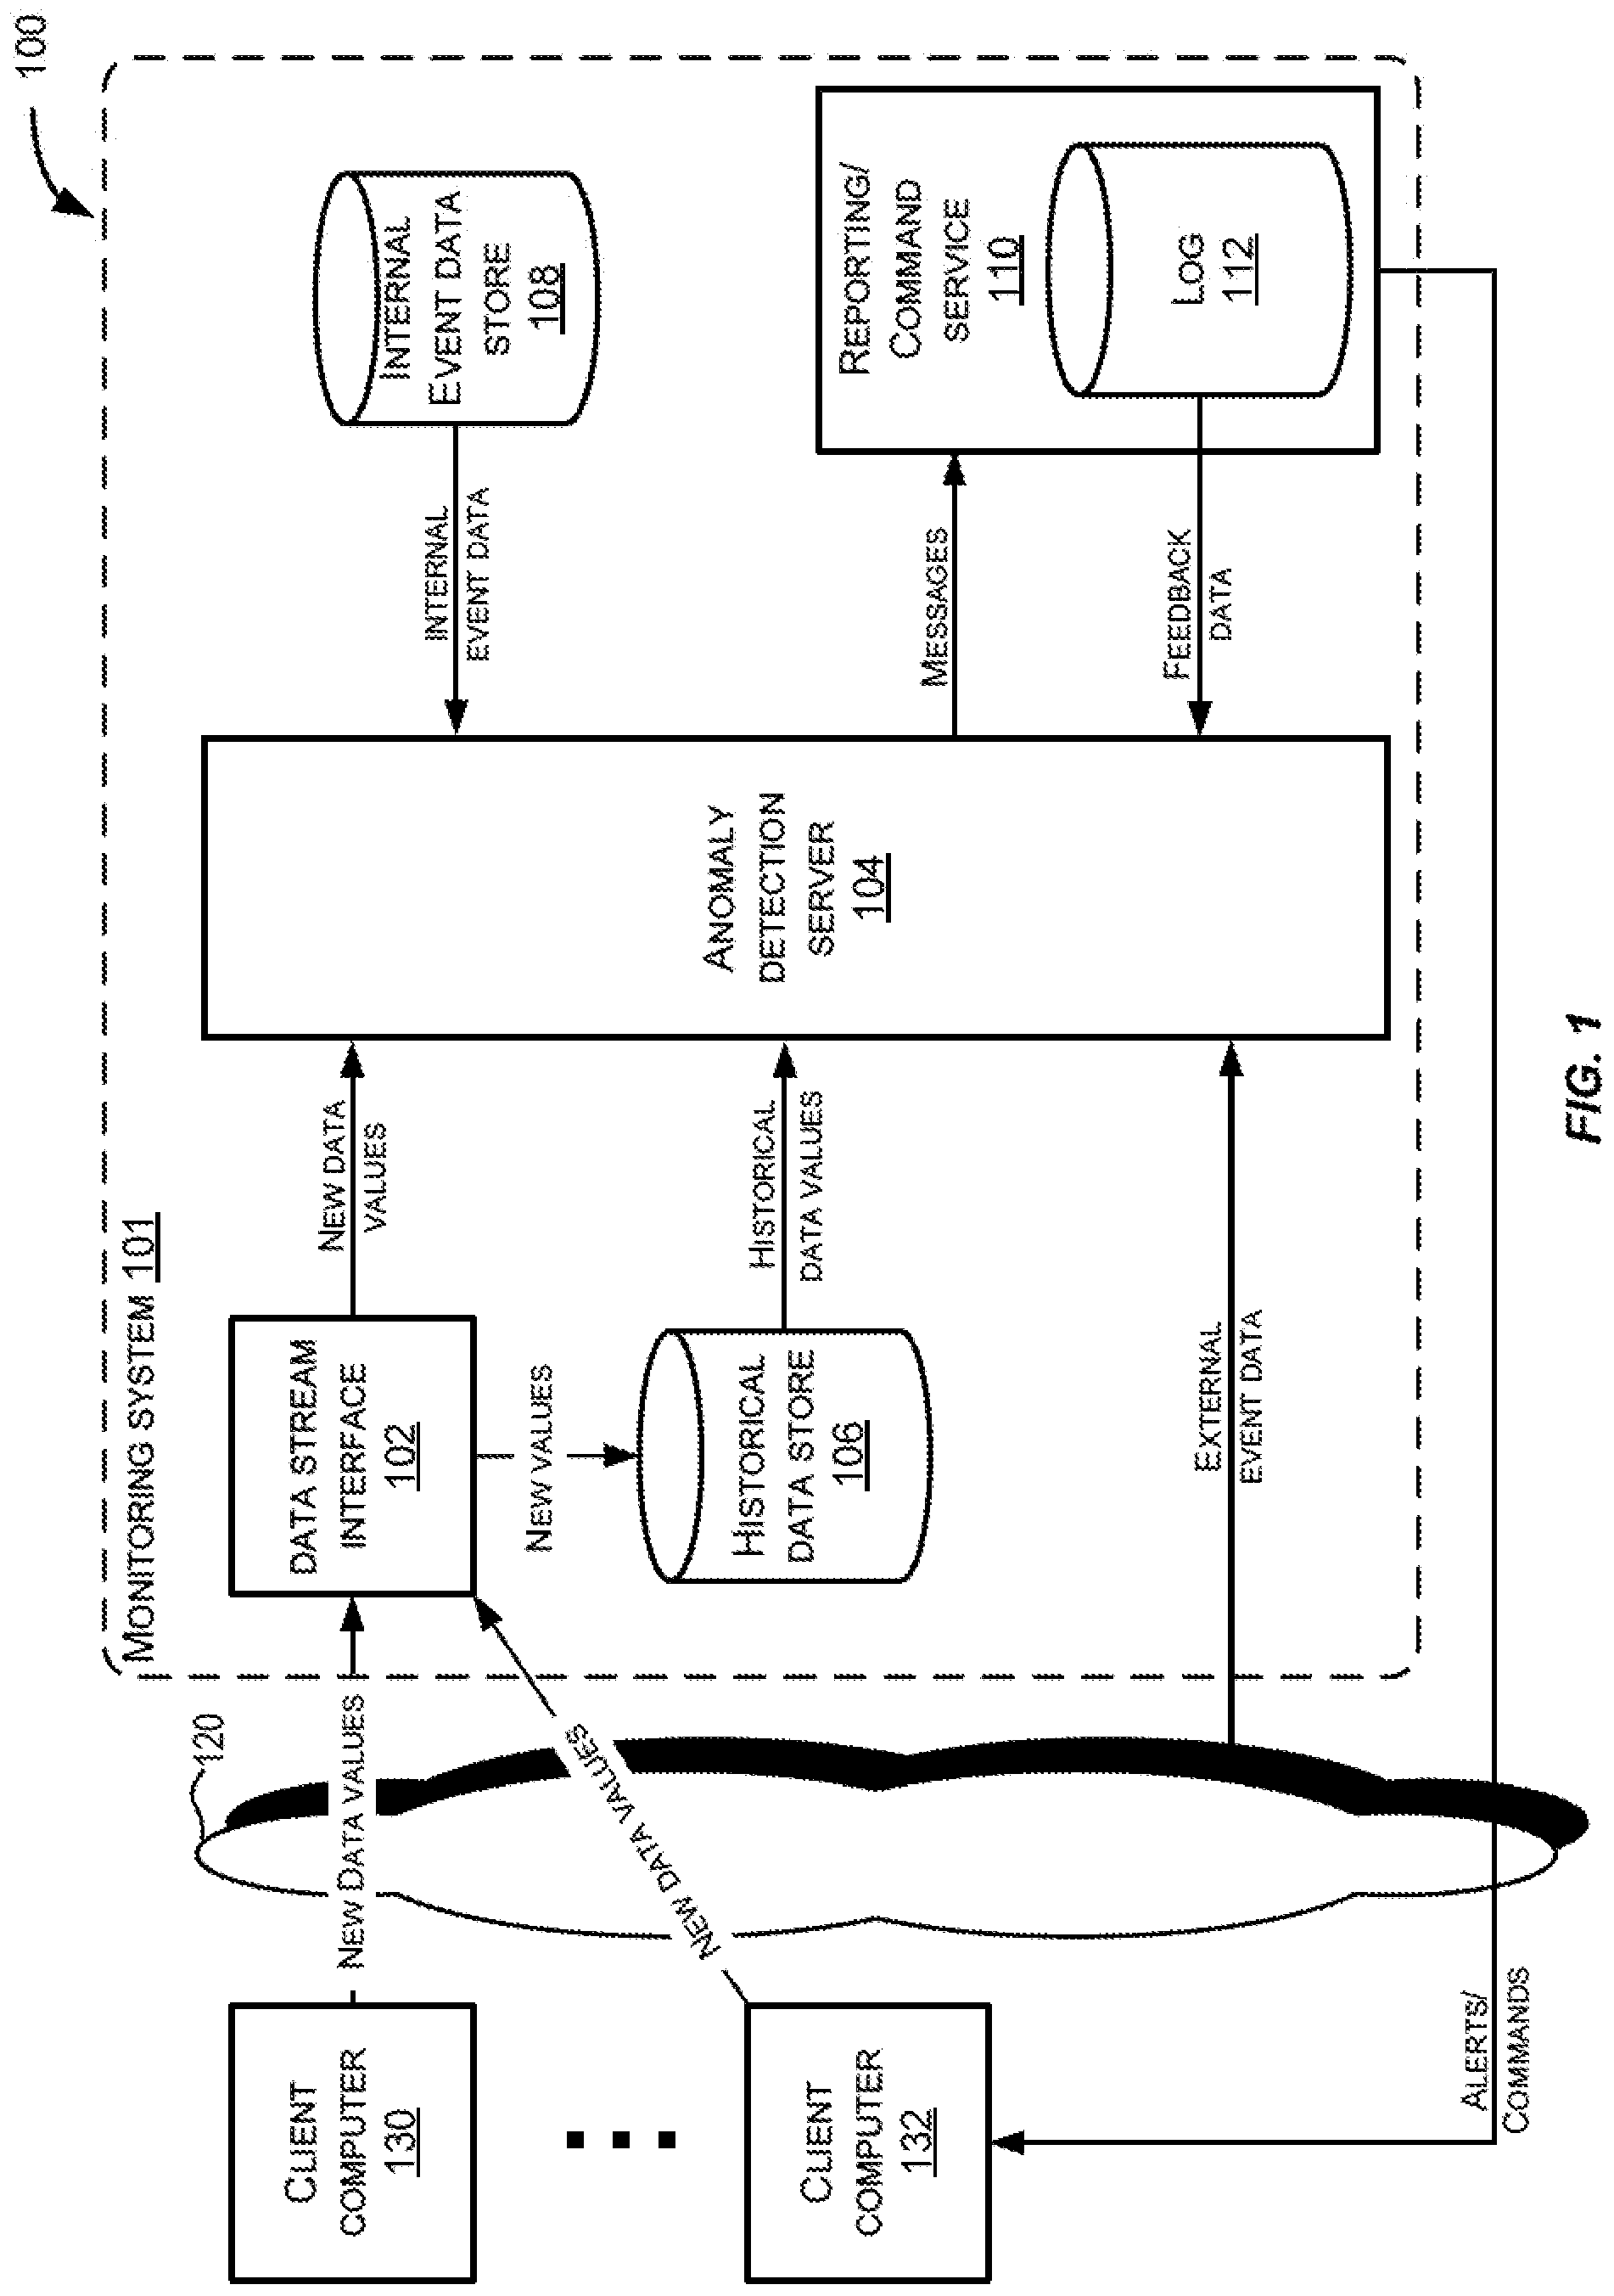 100
MONITORING SYSTEM 101
120
CLIENT
COMPUTER
130
NEW DATA VALUES
DATA STREAM
INTERFACE
102
NEW DATA
VALUES
NEW VALUES
INTERNAL
EVENT DATA
STORE
108
INTERNAL
EVENT DATA
ANOMALY
DETECTION
SERVER
104
HISTORICAL
DATA STORE
106
HISTORICAL
DATA VALUES
CLIENT
COMPUTER
132
NEW DATA VALUES
MESSAGES
REPORTING/
COMMAND
SERVICE
110
LOG
112
FEEDBACK
DATA
EXTERNAL
EVENT DATA
ALERTS/
COMMANDS
FIG. 1